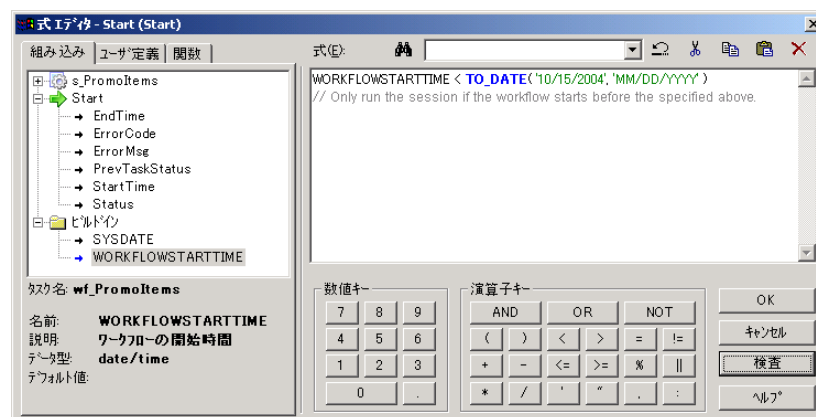 式 ｴﾃﾞｨﾀ - Start (Start)
組み込み ﾕｰｻﾞ定義 関数
式(E):
s_PromoItems
Start
EndTime
ErrorCode
ErrorMsg
PrevTaskStatus
StartTime
Status
ﾋﾞﾙﾄﾞｲﾝ
SYSDATE
WORKFLOWSTARTTIME
WORKFLOWSTARTTIME < TO_DATE('10/15/2004', 'MM/DD/YYYY' )
// Only run the session if the workflow starts before the specified above.
ﾀｽｸ名: wf_PromoItems
名前: WORKFLOWSTARTTIME
説明: ﾜｰｸﾌﾛｰの開始時間
ﾃﾞｰﾀ型: date/time
ﾃﾞﾌｫﾙﾄ値:
数値キー
7 8 9
4 5 6
1 2 3
0 .
演算子キー
AND OR NOT
( ) < > = !=
+ - <= >= % ||
* / ' " , :
OK
ｷｬﾝｾﾙ
検査
ﾍﾙﾌﾟ